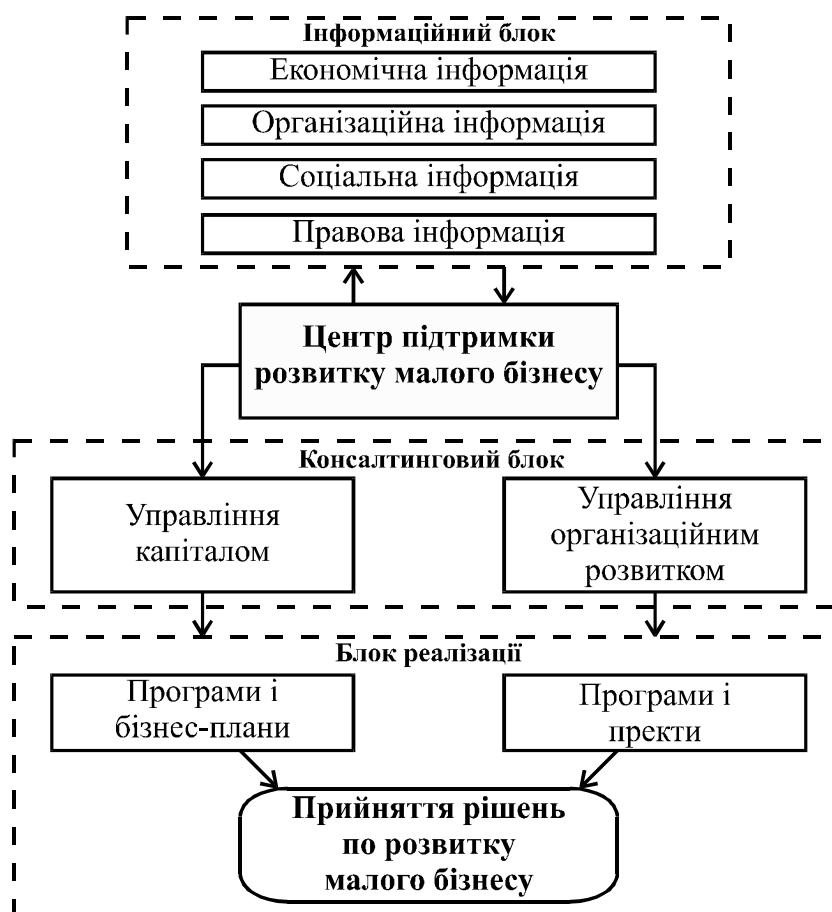 Інформаційний блок
Економічна інформація
Організаційна інформація
Соціальна інформація
Правова інформація
Центр підтримки
розвитку малого бізнесу
Консалтинговий блок
Управління
капіталом
Управління
організаційним
розвитком
Блок реалізації
Програми і
бізнес-плани
Програми і
пректи
Прийняття рішень
по розвитку
малого бізнесу